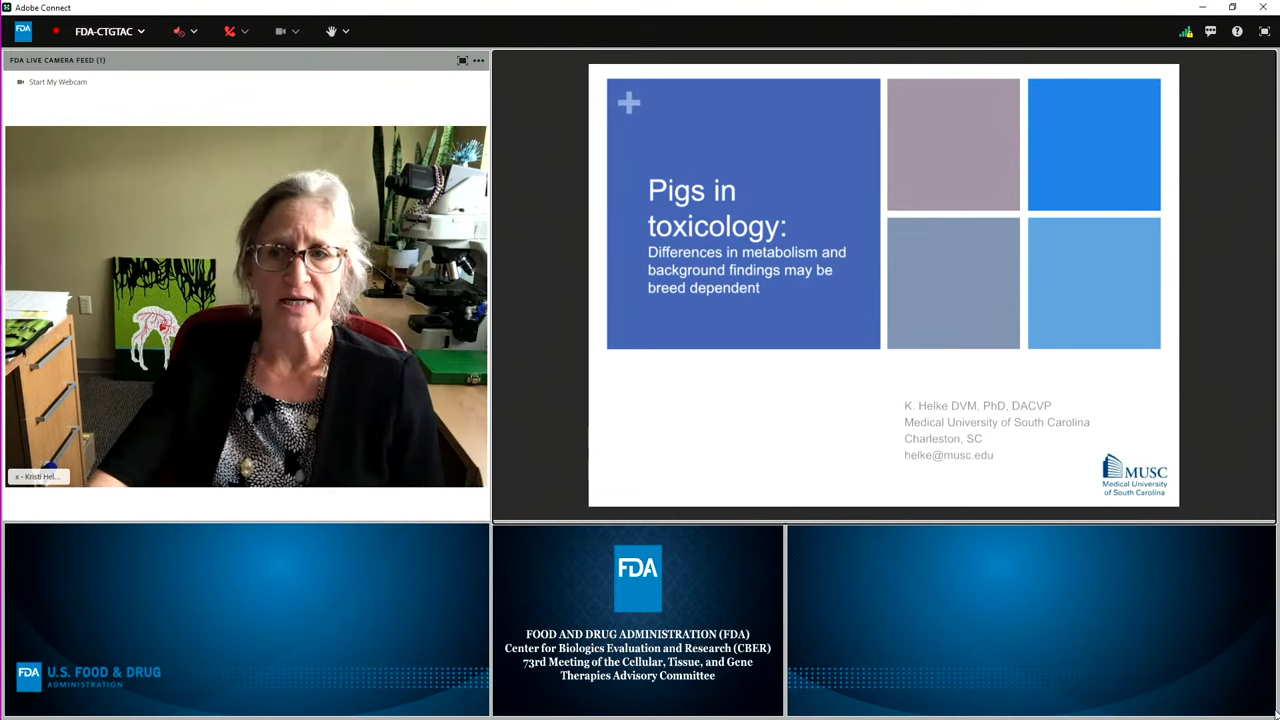 Adobe Connect
FDA
FDA-CTGTAC
FDA LIVE CAMERA FEED (1)
Start My Webcam
x - Kristi Hel...
Pigs in
toxicology:
Differences in metabolism and
background findings may be
breed dependent
K. Helke DVM, PhD, DACVP
Medical University of South Carolina
Charleston, SC
helke@musc.edu
MUSC
Medical University
of South Carolina
FDA
U.S. FOOD & DRUG
ADMINISTRATION
FDA
FOOD AND DRUG ADMINISTRATION (FDA)
Center for Biologics Evaluation and Research (CBER)
73rd Meeting of the Cellular, Tissue, and Gene
Therapies Advisory Committee